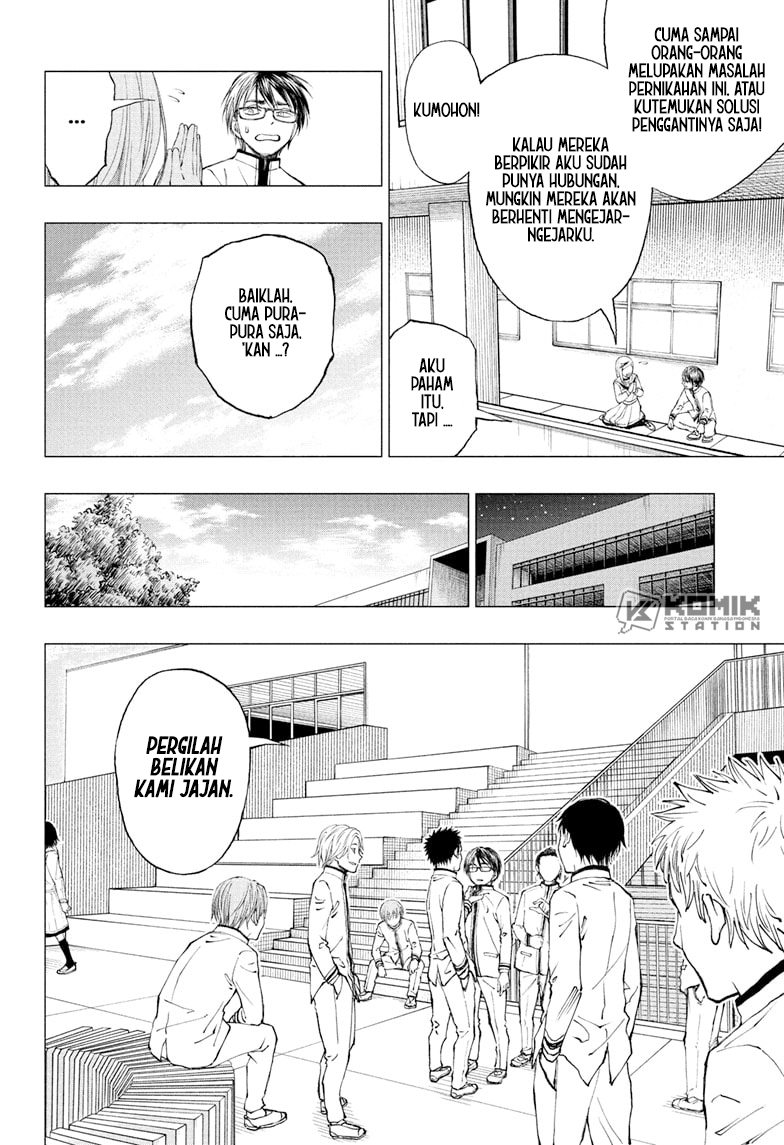 CUMA SAMPAI
ORANG-ORANG
MELUPAKAN MASALAH
PERNIKAHAN INI, ATAU
KUTEMUKAN SOLUSI
PENGGANTINYA SAJA!
KUMOHON!
KALAU MEREKA
BERPIKIR AKU SUDAH
PUNYA HUBUNGAN,
MUNGKIN MEREKA AKAN
BERHENTI MENGEJAR-
NGEJARKU.
AKU
PAHAM
ITU,
TAPI ....
...
BAIKLAH,
CUMA PURA-
PURA SAJA,
'KAN ...?
KOMIK
STATION
PERGILAH
BELIKAN
KAMI JAJAN.